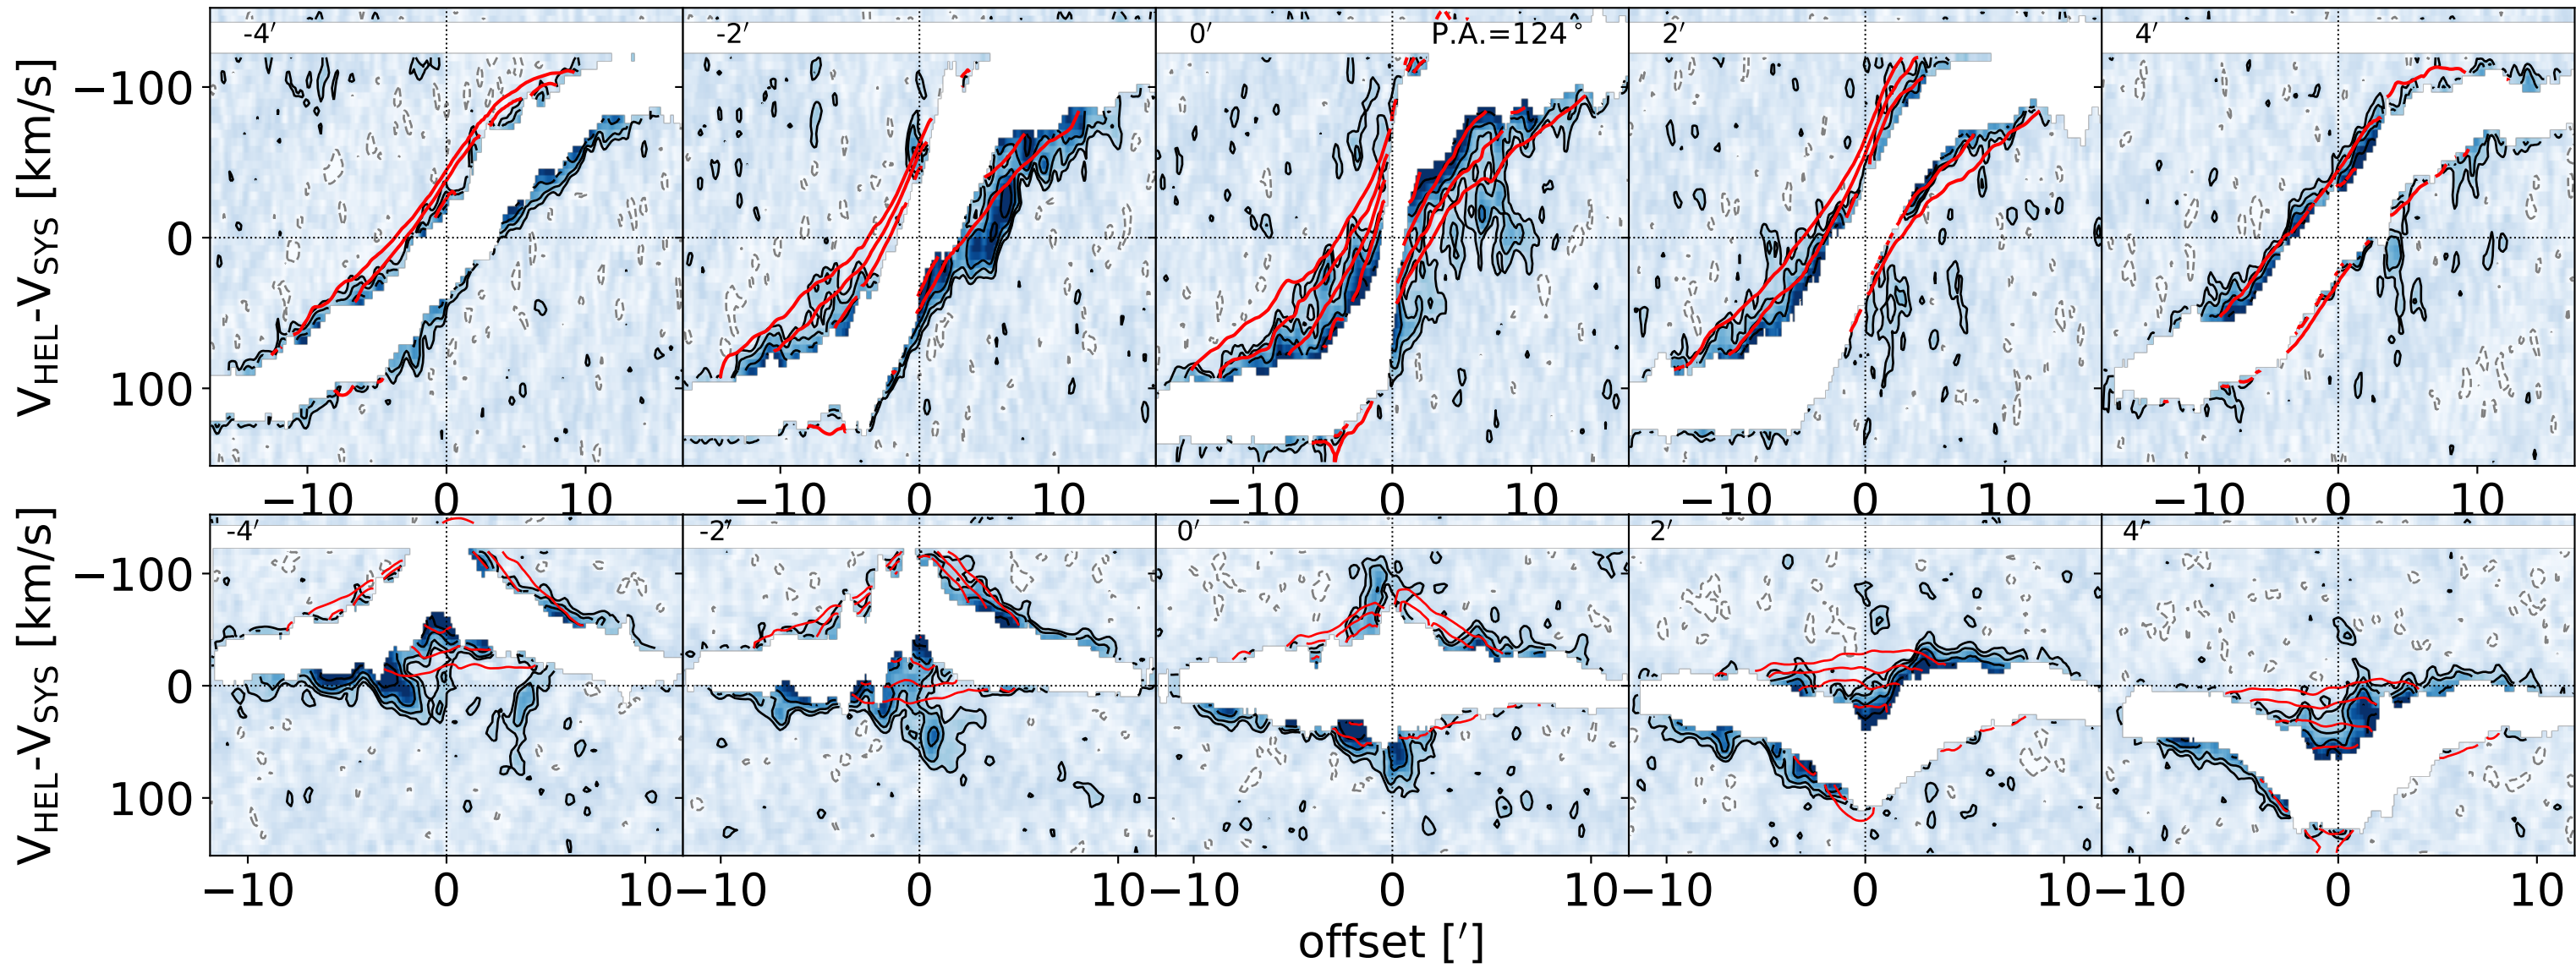 -4′ -2′ 0′ P.A.=124° 2′ 4′
V_HEL-V_SYS [km/s]
−100
0
100
−10 0 10 −10 0 10 −10 0 10 −10 0 10 −10 0 10
-4′ -2′ 0′ 2′ 4′
V_HEL-V_SYS [km/s]
−100
0
100
−10 0 10 −10 0 10 −10 0 10 −10 0 10 −10 0 10
offset [′]